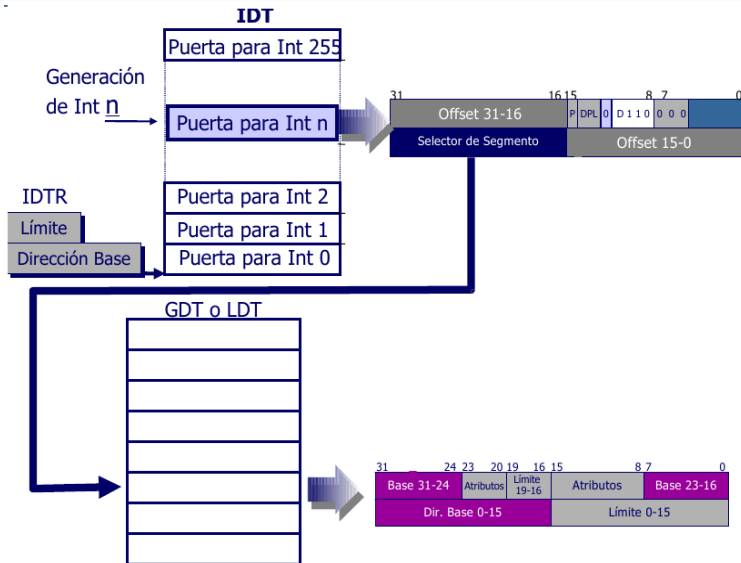 IDT
Puerta para Int 255
Generación
de Int n
Puerta para Int n
31 16 15 8 7 0
Offset 31-16 P DPL 0 D 1 1 0 0 0 0
Selector de Segmento Offset 15-0
IDTR
Límite
Dirección Base
Puerta para Int 2
Puerta para Int 1
Puerta para Int 0
GDT o LDT
31 24 23 20 19 16 15 8 7 0
Base 31-24 Atributos Límite 19-16 Atributos Base 23-16
Dir. Base 0-15 Límite 0-15